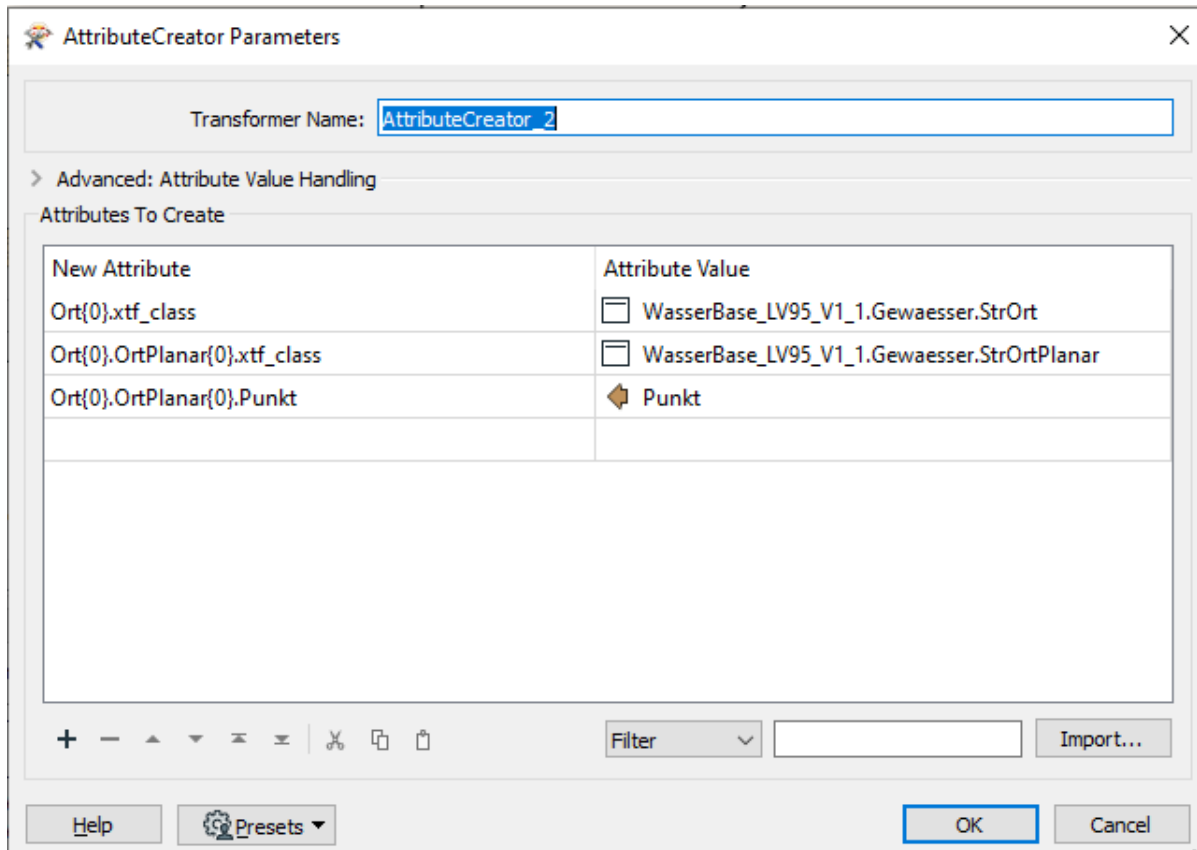 AttributeCreator Parameters
Transformer Name: AttributeCreator_2
Advanced: Attribute Value Handling
Attributes To Create
New Attribute Attribute Value
Ort{0}.xtf_class WasserBase_LV95_V1_1.Gewaesser.StrOrt
Ort{0}.OrtPlanar{0}.xtf_class WasserBase_LV95_V1_1.Gewaesser.StrOrtPlanar
Ort{0}.OrtPlanar{0}.Punkt Punkt
Filter Import...
Help Presets OK Cancel